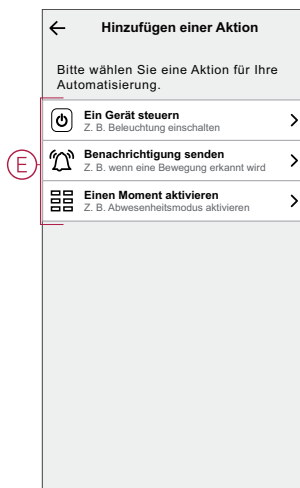 Hinzufügen einer Aktion
Bitte wählen Sie eine Aktion für Ihre
Automatisierung.
Ein Gerät steuern
Z. B. Beleuchtung einschalten
E
Benachrichtigung senden
Z. B. wenn eine Bewegung erkannt wird
Einen Moment aktivieren
Z. B. Abwesenheitsmodus aktivieren